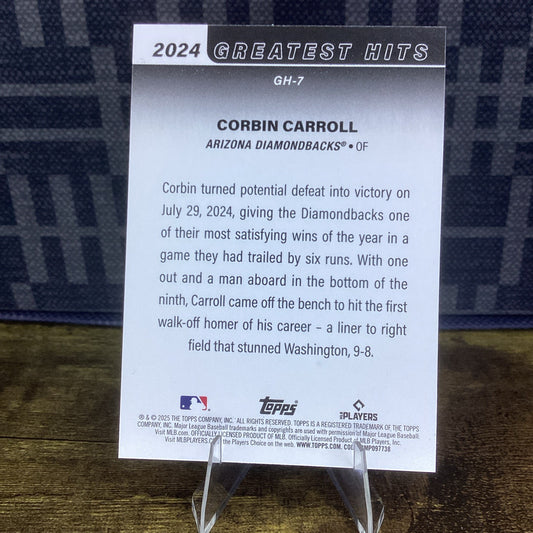 2024 GREATEST HITS
GH-7
CORBIN CARROLL
ARIZONA DIAMONDBACKS® • OF
Corbin turned potential defeat into victory on
July 29, 2024, giving the Diamondbacks one
of their most satisfying wins of the year in a
game they had trailed by six runs. With one
out and a man aboard in the bottom of the
ninth, Carroll came off the bench to hit the first
walk-off homer of his career – a liner to right
field that stunned Washington, 9-8.
Topps
PLAYERS
® & © 2025 THE TOPPS COMPANY, INC. ALL RIGHTS RESERVED. TOPPS IS A REGISTERED TRADEMARK OF THE TOPPS
COMPANY, INC. Major League Baseball trademarks and copyrights are used with permission of Major League Baseball.
Visit MLB.com. OFFICIALLY LICENSED PRODUCT OF MLB. Officially Licensed Product of MLB Players, Inc.
Visit MLBPLAYERS.c the Players Choice on the web. WWW.TOPPS.COM. COD MP097738